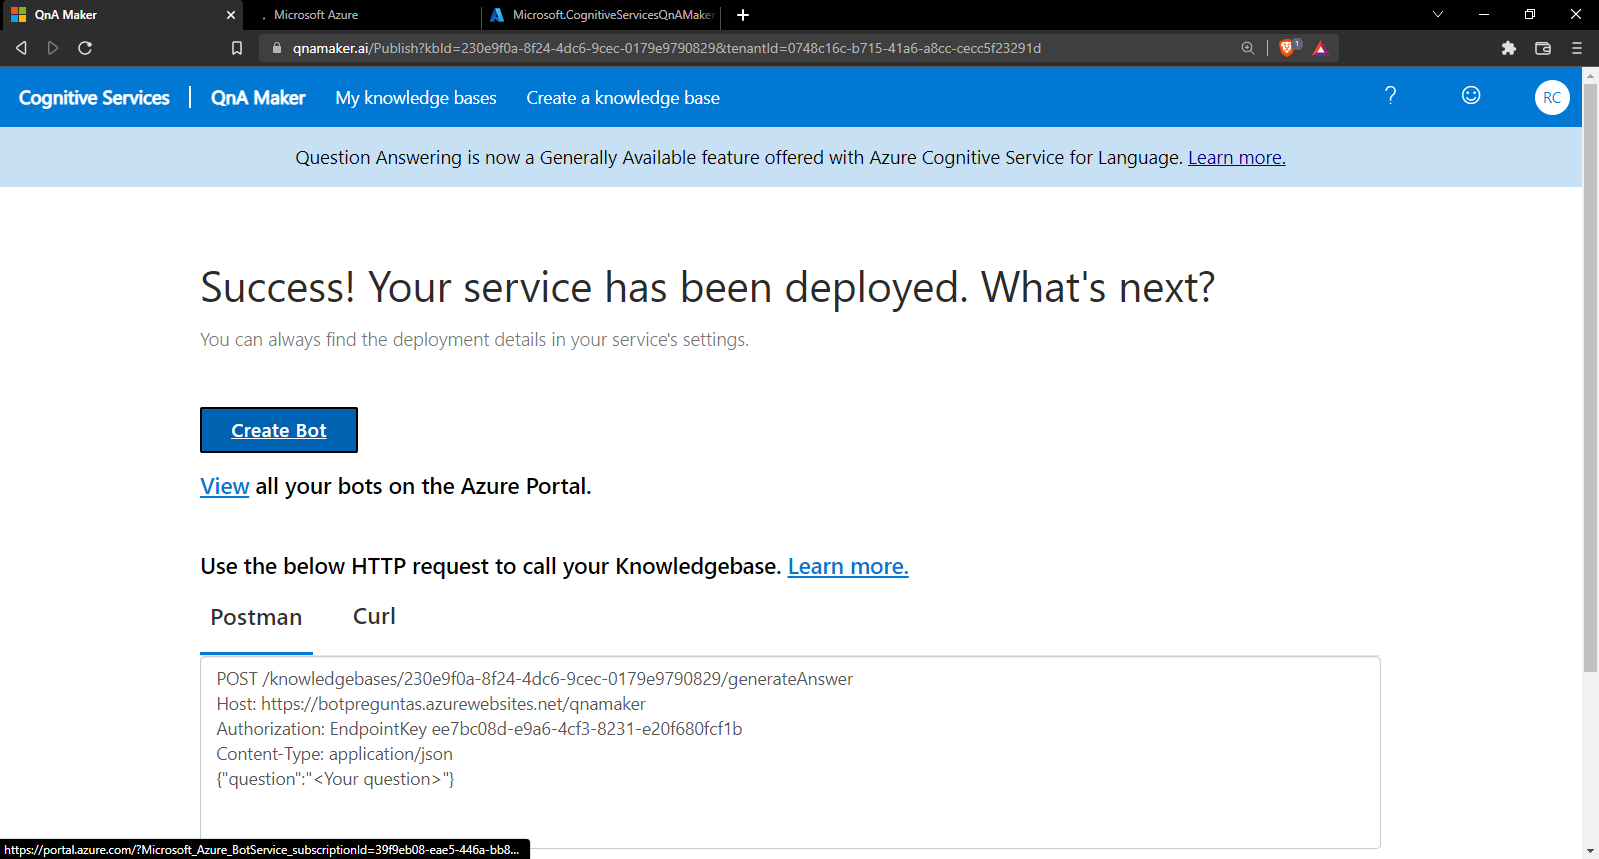 QnA Maker
Microsoft Azure
Microsoft.CognitiveServicesQnAMaker
qnamaker.ai/Publish?kbId=230e9f0a-8f24-4dc6-9cec-0179e9790829&tenantId=0748c16c-b715-41a6-a8cc-cecc5f23291d
1
Cognitive Services
QnA Maker
My knowledge bases
Create a knowledge base
?
RC
Question Answering is now a Generally Available feature offered with Azure Cognitive Service for Language. Learn more.
Success! Your service has been deployed. What's next?
You can always find the deployment details in your service's settings.
Create Bot
View all your bots on the Azure Portal.
Use the below HTTP request to call your Knowledgebase. Learn more.
Postman
Curl
POST /knowledgebases/230e9f0a-8f24-4dc6-9cec-0179e9790829/generateAnswer
Host: https://botpreguntas.azurewebsites.net/qnamaker
Authorization: EndpointKey ee7bc08d-e9a6-4cf3-8231-e20f680fcf1b
Content-Type: application/json
{"question":"<Your question>"}
https://portal.azure.com/?Microsoft_Azure_BotService_subscriptionId=39f9eb08-eae5-446a-bb8...